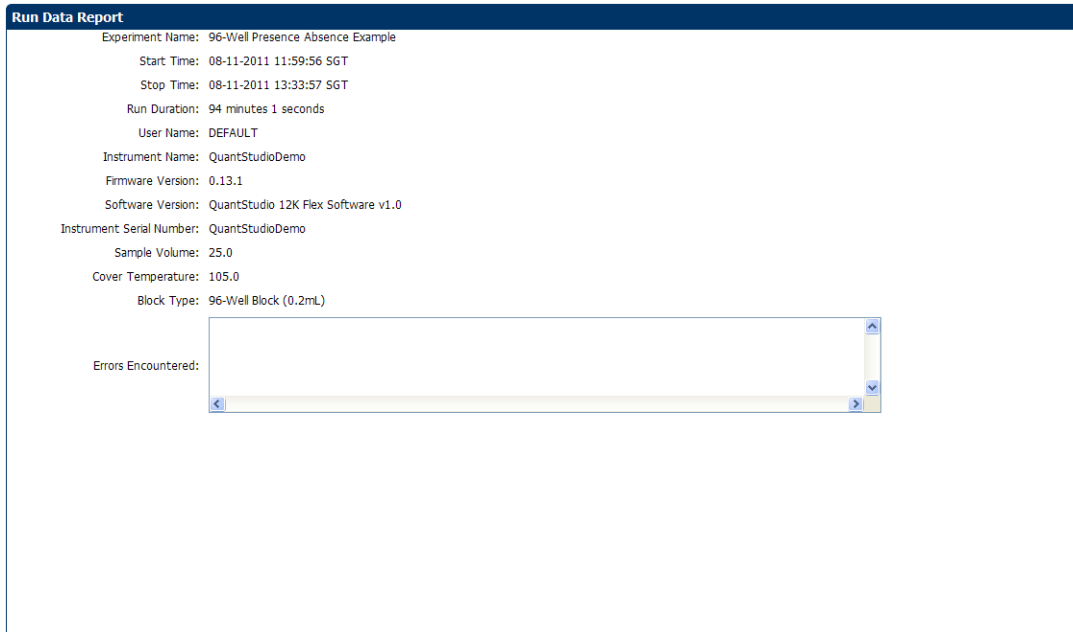 Run Data Report
Experiment Name: 96-Well Presence Absence Example
Start Time: 08-11-2011 11:59:56 SGT
Stop Time: 08-11-2011 13:33:57 SGT
Run Duration: 94 minutes 1 seconds
User Name: DEFAULT
Instrument Name: QuantStudioDemo
Firmware Version: 0.13.1
Software Version: QuantStudio 12K Flex Software v1.0
Instrument Serial Number: QuantStudioDemo
Sample Volume: 25.0
Cover Temperature: 105.0
Block Type: 96-Well Block (0.2mL)
Errors Encountered: